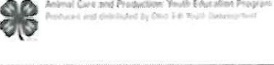 Animal Care and Production: Youth Education Program
Produced and distributed by Ohio 4-H Youth Development